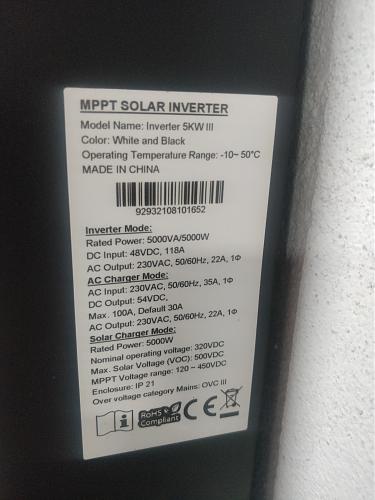 MPPT SOLAR INVERTER
Model Name: Inverter 5KW III
Color: White and Black
Operating Temperature Range: -10~ 50°C
MADE IN CHINA
92932108101652
Inverter Mode:
Rated Power: 5000VA/5000W
DC Input: 48VDC, 118A
AC Output: 230VAC, 50/60Hz, 22A, 1Φ
AC Charger Mode:
AC Input: 230VAC, 50/60Hz, 35A, 1Φ
DC Output: 54VDC,
Max. 100A, Default 30A
AC Output: 230VAC, 50/60Hz, 22A, 1Φ
Solar Charger Mode:
Rated Power: 5000W
Nominal operating voltage: 320VDC
Max. Solar Voltage (VOC): 500VDC
MPPT Voltage range: 120 ~ 450VDC
Enclosure: IP 21
Over voltage category Mains: OVC III
RoHS
Compliant
CE